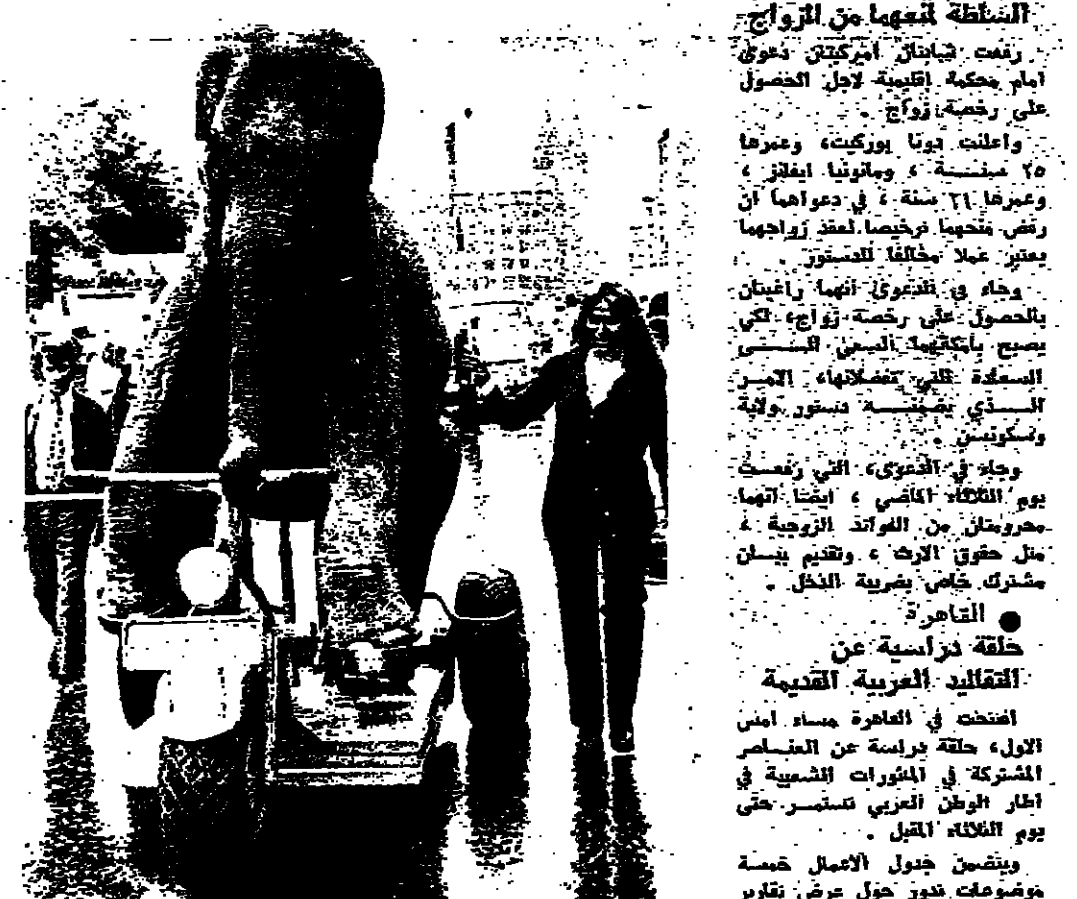 السلطة لمنعهما من الزواج
رفعت شابتان اميركيتان دعوى
امام محكمة اقليمية لاجل الحصول
على رخصة زواج .
واعلنت دونا بوركيت، وعمرها
٢٥ سنة ، ومانونيا ايفلنز ،
وعمرها ٢١ سنة ، في دعواهما ان
رفض منحهما ترخيصا لعقد زواجهما
يعتبر عملا مخالفا للدستور .
وجاء في الدعوى انهما راغبتان
بالحصول على رخصة زواج، لكي
يصبح بامكانهما السعي الى
السعادة التي تفضلانها، الامر
الذي يضمنه دستور ولاية
وسكونسن .
وجاء في الدعوى، التي رفعت
يوم الثلاثاء الماضي ، ايضا انهما
محرومتان من الفوائد الزوجية ،
مثل حقوق الارث ، وتقديم بيان
مشترك خاص بضريبة الدخل .
● القاهرة
حلقة دراسية عن
التقاليد العربية القديمة
افتتحت في القاهرة مساء امس
الاول، حلقة دراسة عن العناصر
المشتركة في المأثورات الشعبية في
اطار الوطن العربي تستمر حتى
يوم الثلاثاء المقبل .
ويتضمن جدول الاعمال خمسة
موضوعات تدور حول عرض تقارير